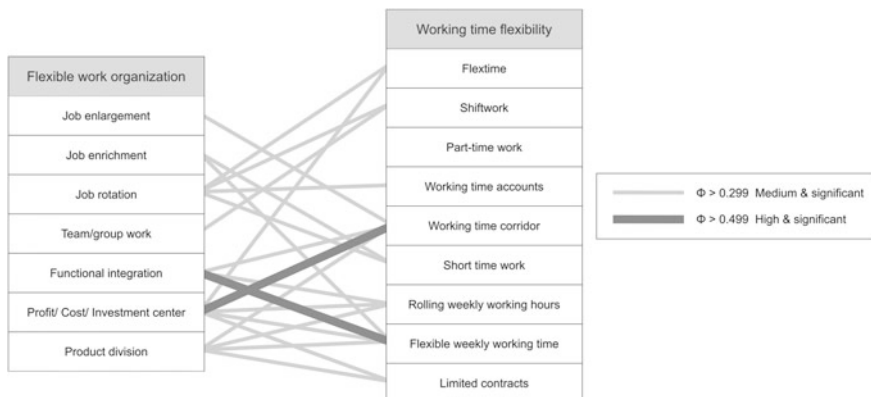 Working time flexibility
Flexible work organization
Flextime
Job enlargement
Shiftwork
Job enrichment
Part-time work
Job rotation
Working time accounts
Φ > 0.299 Medium & significant
Team/group work
Working time corridor
Φ > 0.499 High & significant
Functional integration
Short time work
Profit/ Cost/ Investment center
Rolling weekly working hours
Product division
Flexible weekly working time
Limited contracts